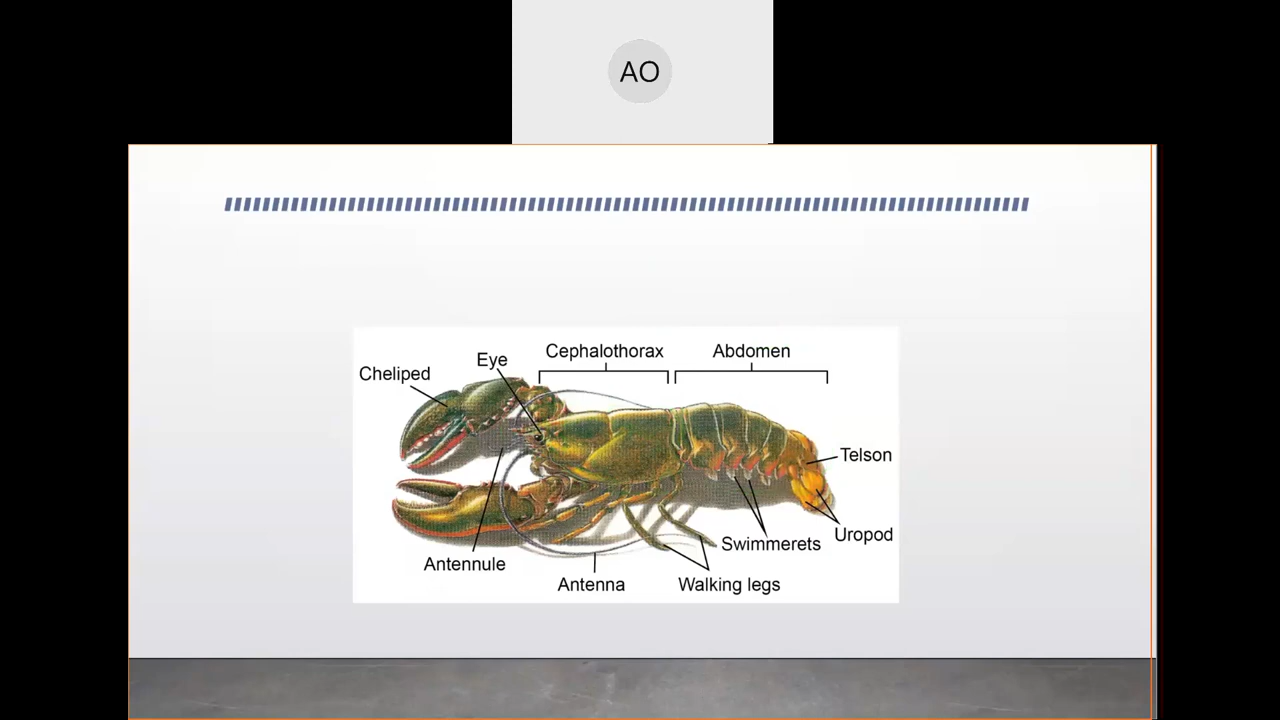 AO
Cephalothorax
Abdomen
Eye
Cheliped
Telson
Uropod
Swimmerets
Antennule
Antenna
Walking legs